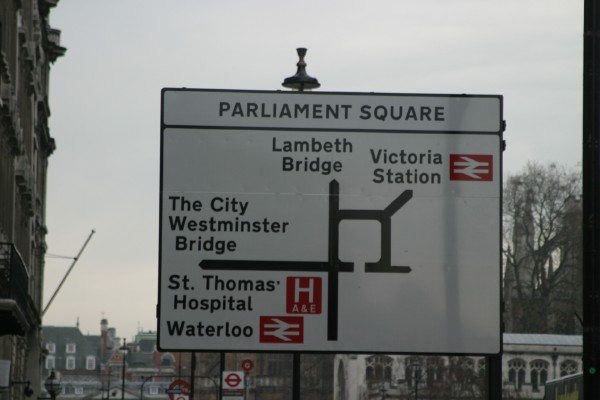 PARLIAMENT SQUARE
Lambeth
Bridge
Victoria
Station
The City
Westminster
Bridge
St. Thomas'
Hospital
H
A&E
Waterloo